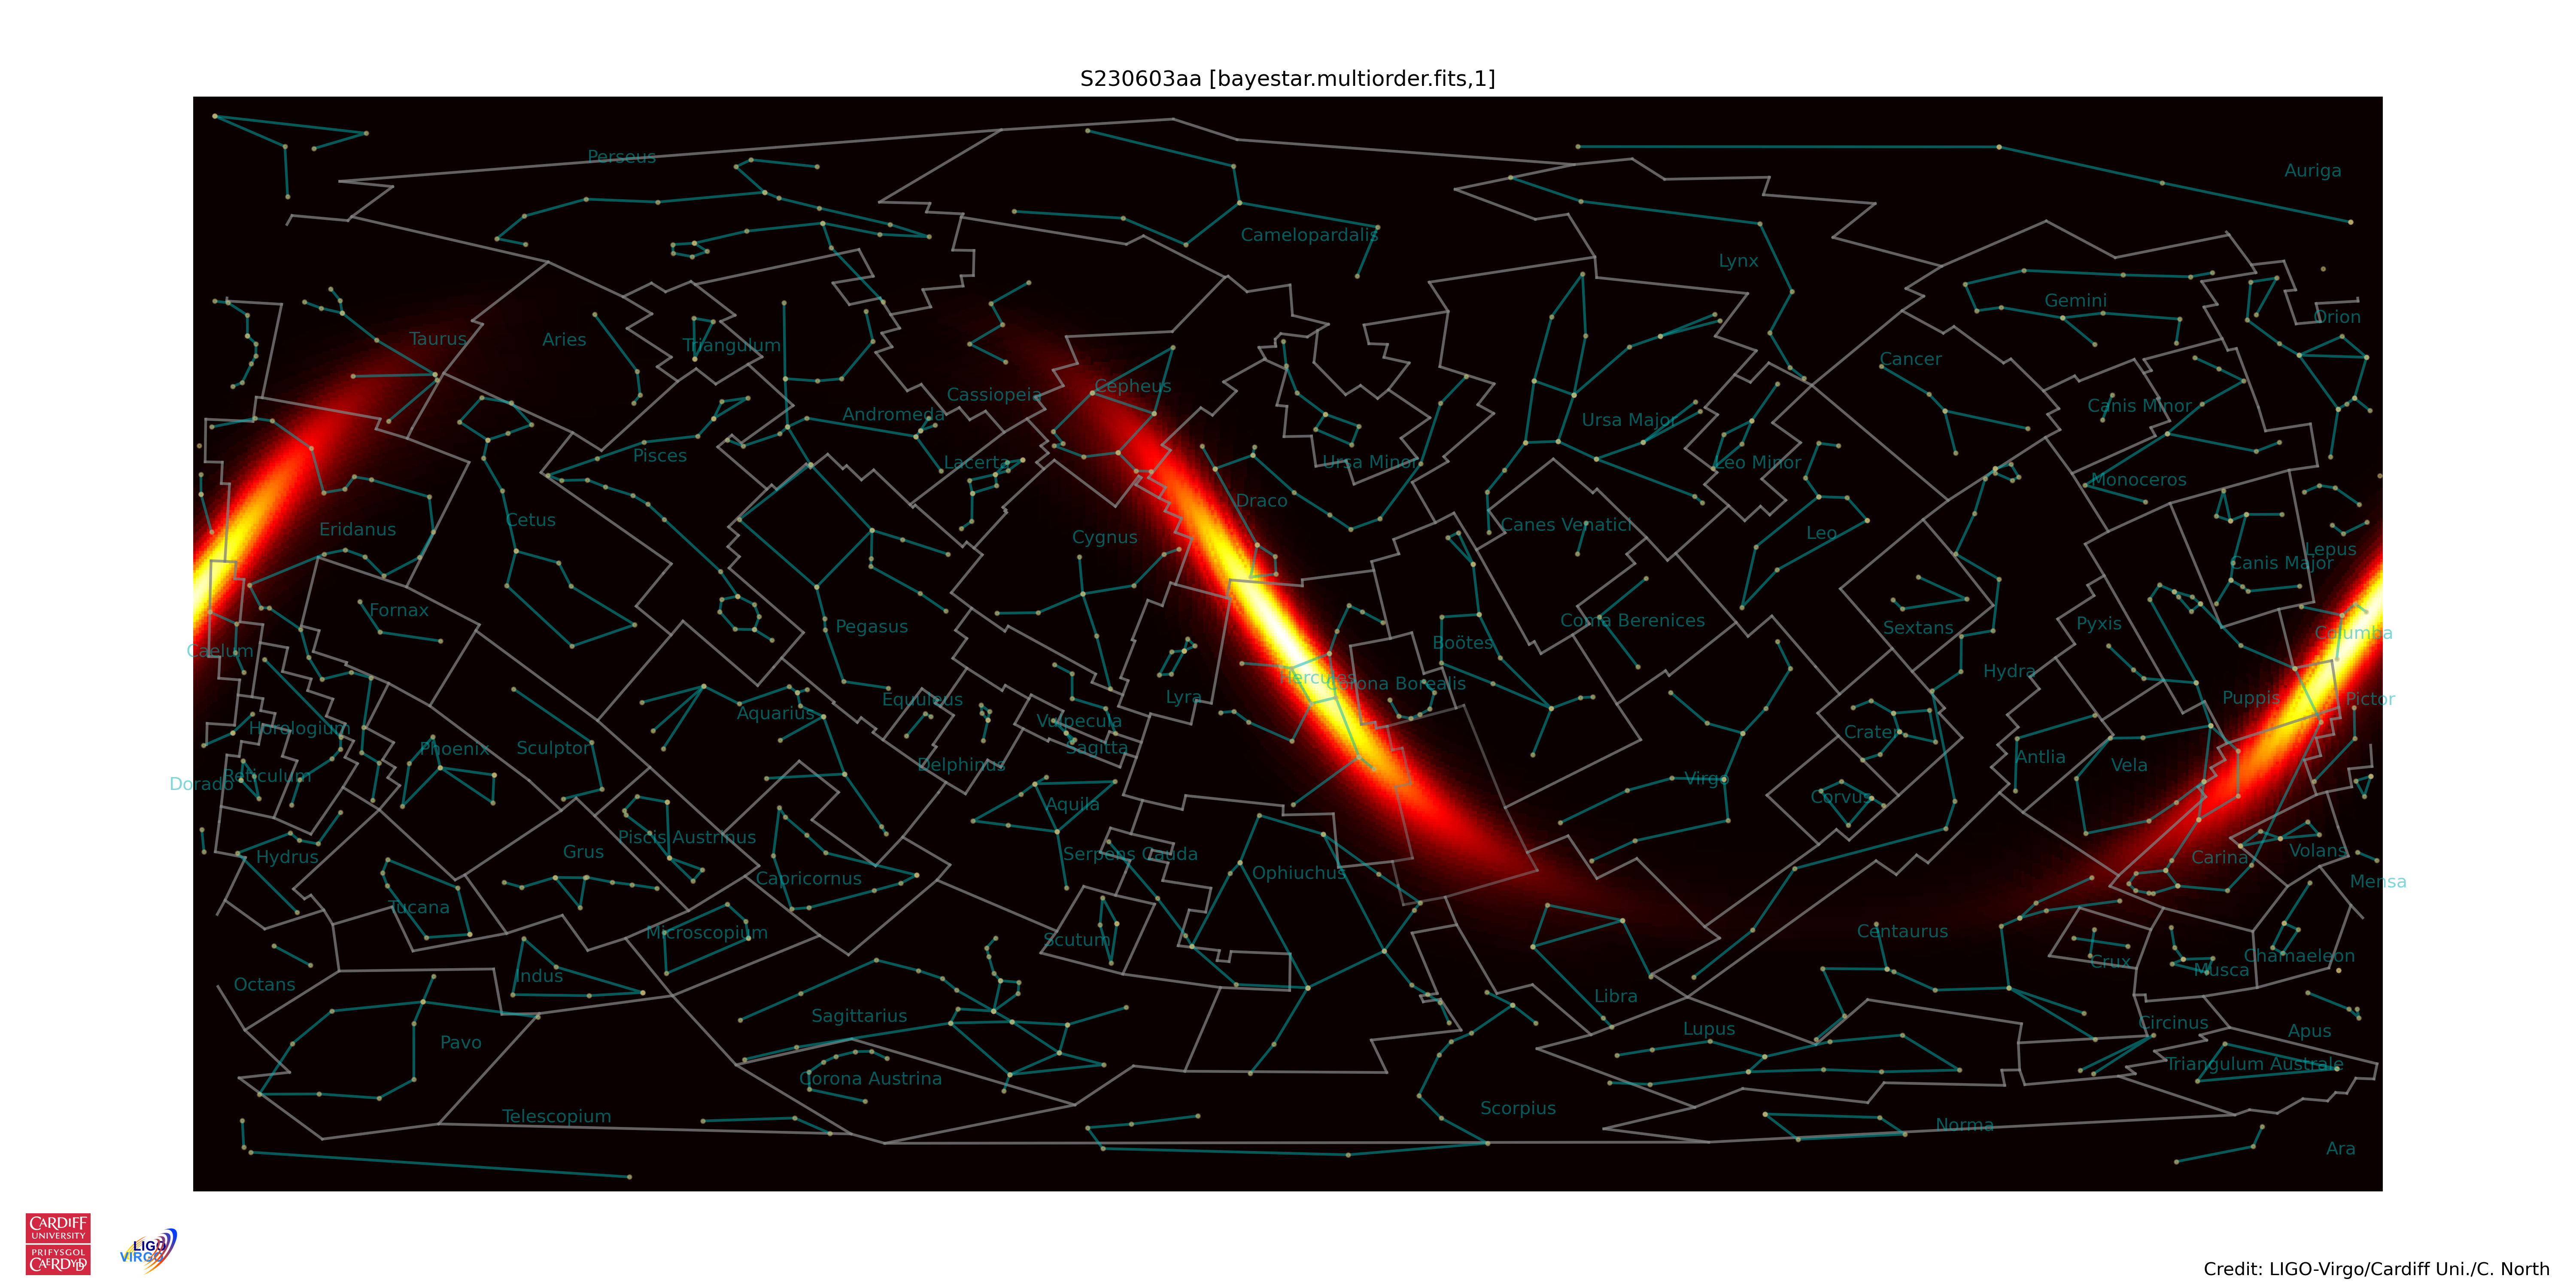 S230603aa [bayestar.multiorder.fits,1]
Perseus
Auriga
Camelopardalis
Lynx
Gemini
Orion
Taurus
Aries
Triangulum
Cancer
Cassiopeia
Cepheus
Andromeda
Ursa Major
Canis Minor
Pisces
Lacerta
Ursa Minor
Leo Minor
Monoceros
Draco
Eridanus
Cetus
Cygnus
Canes Venatici
Leo
Lepus
Canis Major
Fornax
Pegasus
Coma Berenices
Sextans
Pyxis
Columba
Caelum
Boötes
Hercules
Corona Borealis
Hydra
Equuleus
Lyra
Puppis
Pictor
Horologium
Aquarius
Vulpecula
Crater
Phoenix
Sculptor
Sagitta
Antlia
Delphinus
Vela
Dorado
Reticulum
Virgo
Aquila
Corvus
Piscis Austrinus
Hydrus
Grus
Serpens Cauda
Carina
Volans
Capricornus
Ophiuchus
Mensa
Tucana
Microscopium
Scutum
Centaurus
Octans
Indus
Crux
Musca
Chamaeleon
Libra
Sagittarius
Lupus
Circinus
Apus
Pavo
Triangulum Australe
Corona Austrina
Telescopium
Scorpius
Norma
Ara
CARDIFF
UNIVERSITY
PRIFYSGOL
CAERDYDD
LIGO
VIRGO
Credit: LIGO-Virgo/Cardiff Uni./C. North